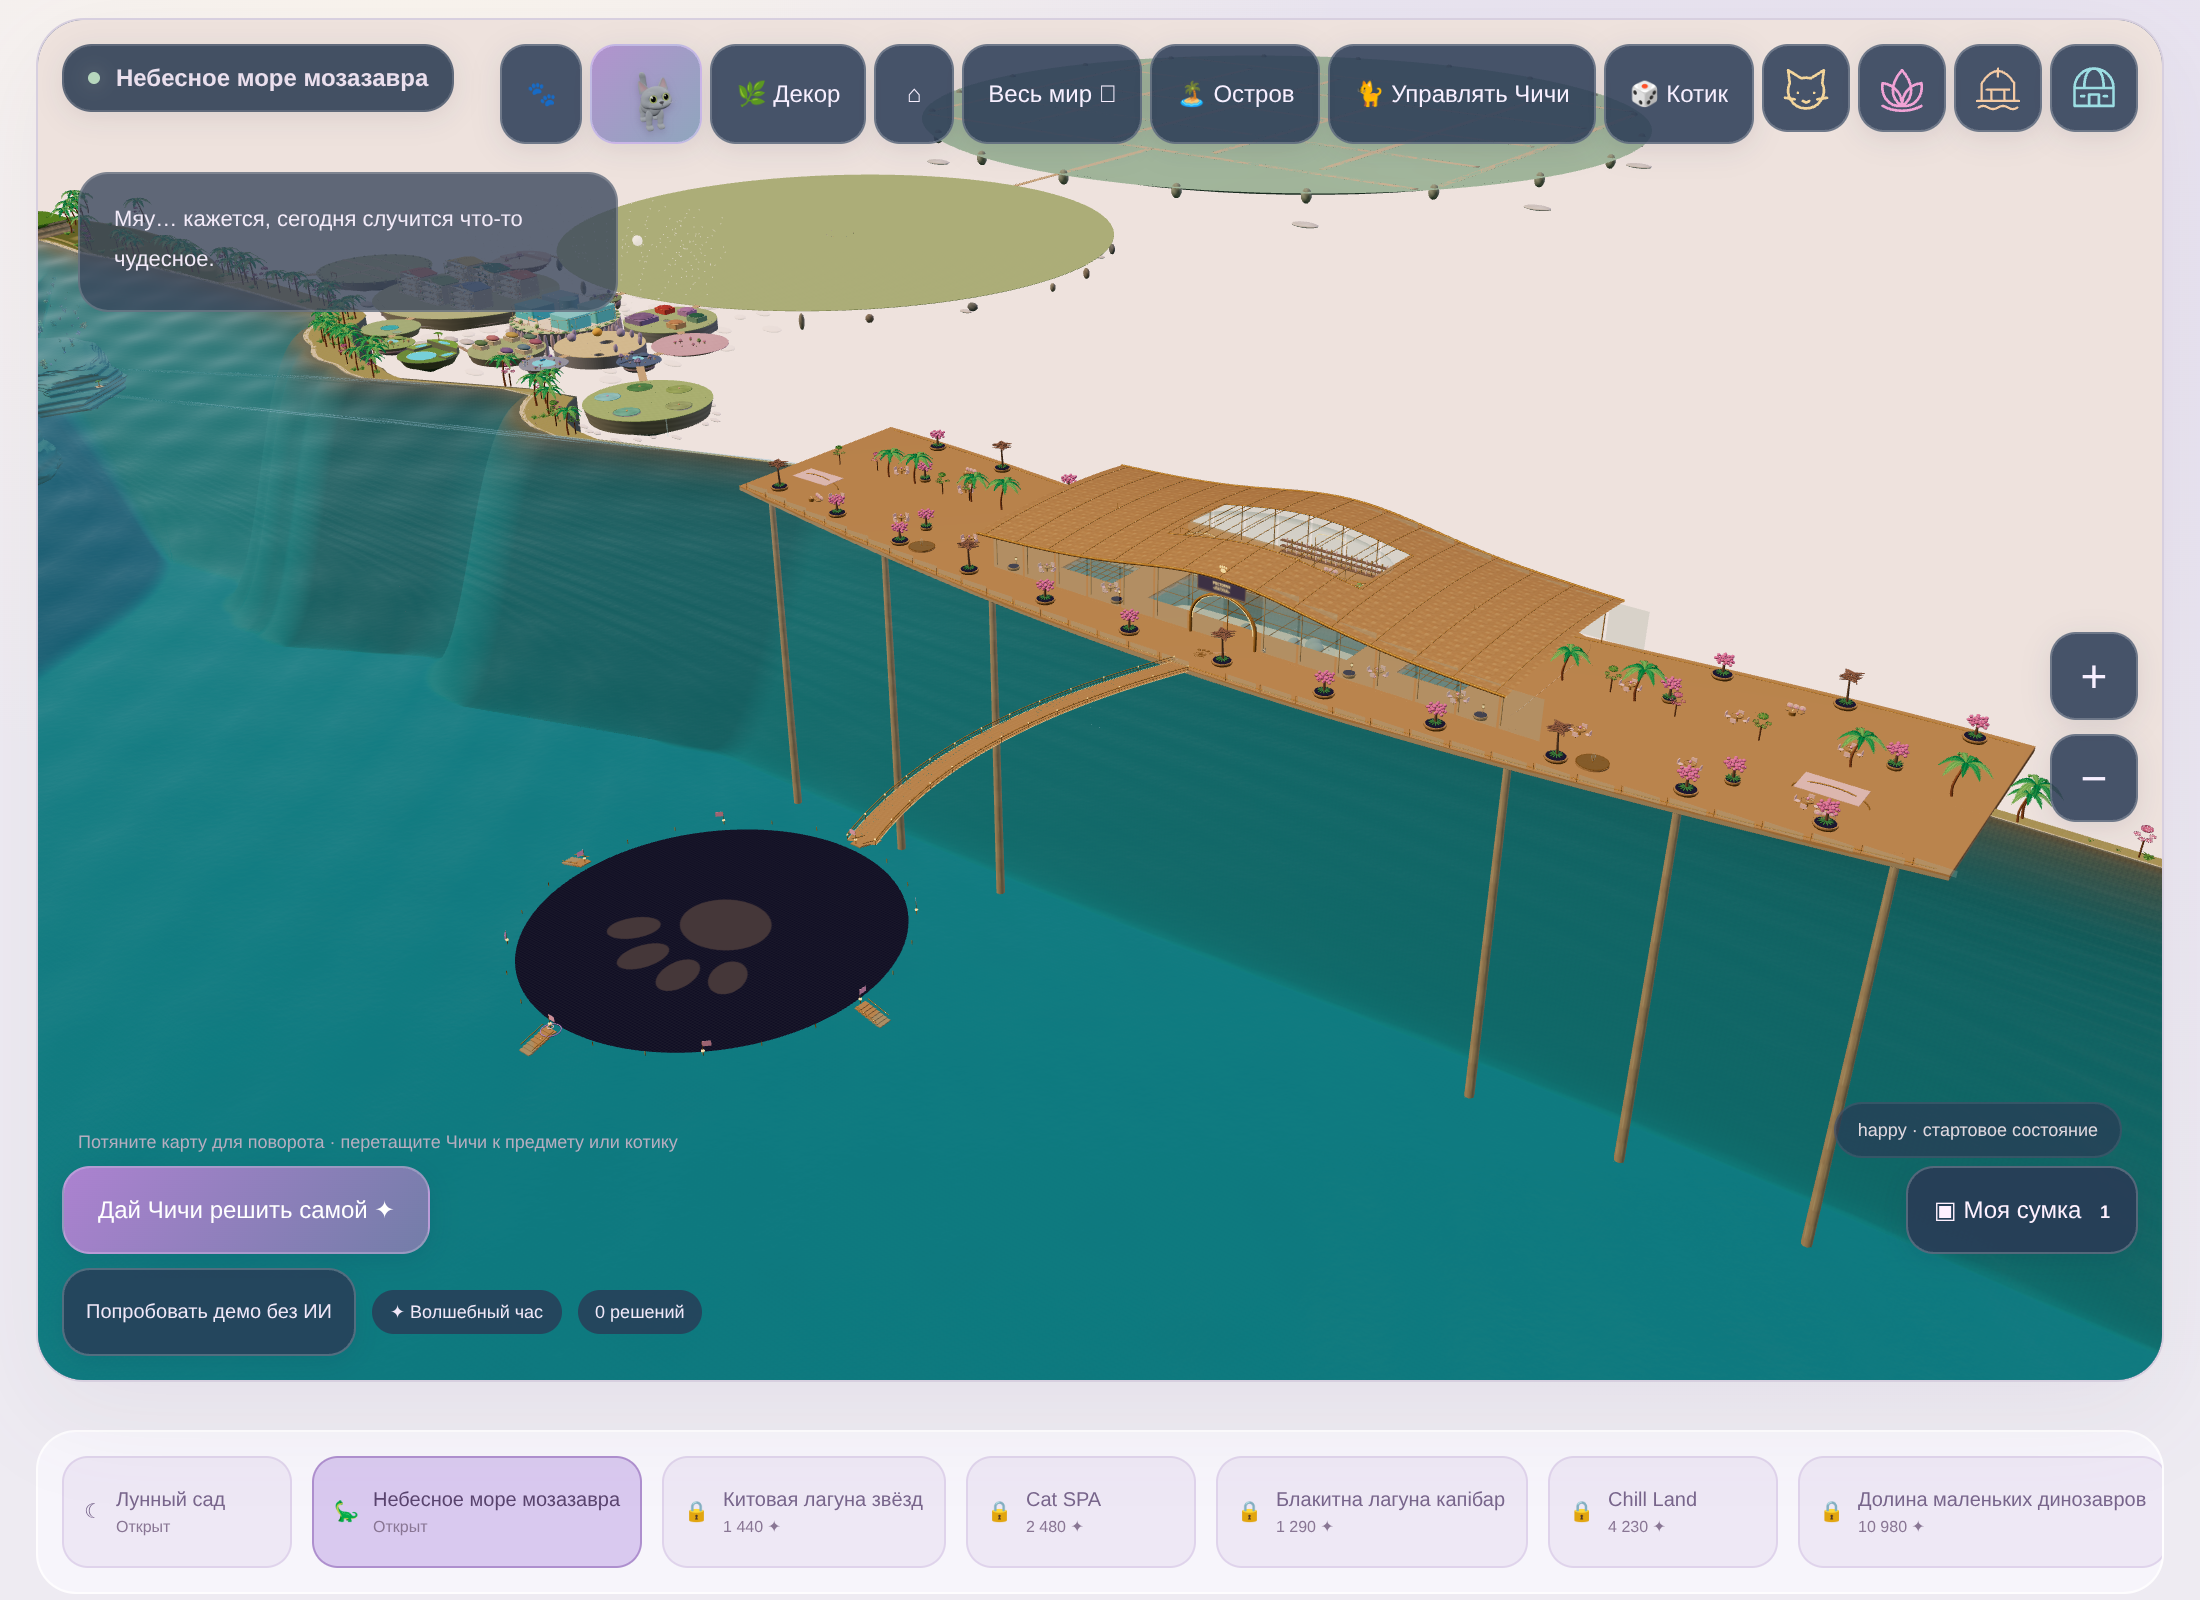 Небесное море мозазавра
Декор
Весь мир
Остров
Управлять Чичи
Котик
Мяу… кажется, сегодня случится что-то
чудесное.
+
−
Потяните карту для поворота · перетащите Чичи к предмету или котику
happy · стартовое состояние
Дай Чичи решить самой ✦
Моя сумка 1
Попробовать демо без ИИ
✦ Волшебный час
0 решений
Лунный сад
Открыт
Небесное море мозазавра
Открыт
Китовая лагуна звёзд
1 440 ✦
Cat SPA
2 480 ✦
Блакитна лагуна капібар
1 290 ✦
Chill Land
4 230 ✦
Долина маленьких динозавров
10 980 ✦